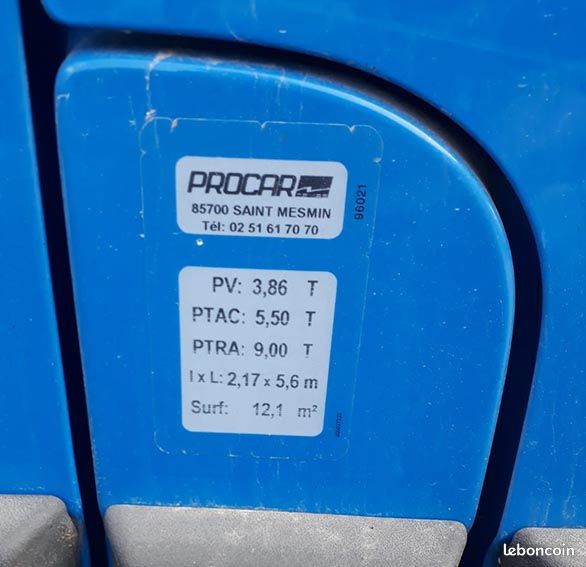 PROCAR
85700 SAINT MESMIN
Tél: 02 51 61 70 70
96021
PV: 3,86 T
PTAC: 5,50 T
PTRA: 9,00 T
l x L: 2,17 x 5,6 m
Surf: 12,1 m²
leboncoin